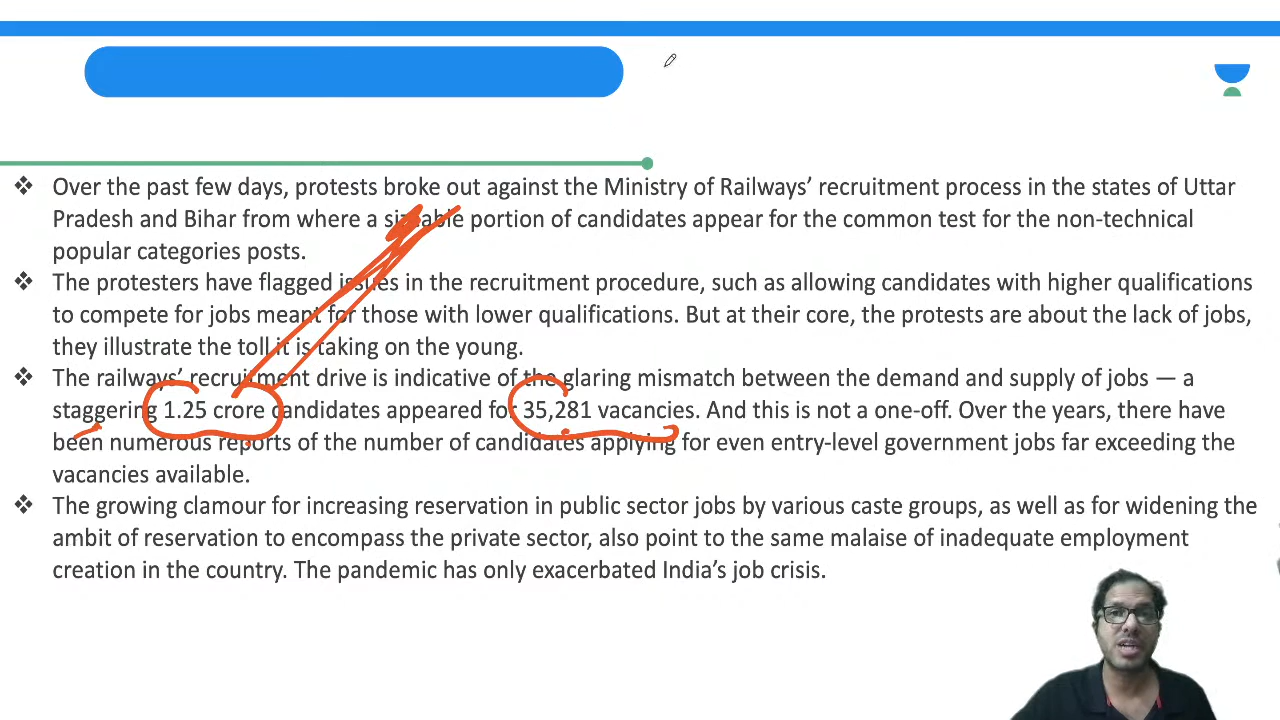 ❖ Over the past few days, protests broke out against the Ministry of Railways’ recruitment process in the states of Uttar
Pradesh and Bihar from where a sizeable portion of candidates appear for the common test for the non-technical
popular categories posts.
❖ The protesters have flagged issues in the recruitment procedure, such as allowing candidates with higher qualifications
to compete for jobs meant for those with lower qualifications. But at their core, the protests are about the lack of jobs,
they illustrate the toll it is taking on the young.
❖ The railways’ recruitment drive is indicative of the glaring mismatch between the demand and supply of jobs — a
staggering 1.25 crore candidates appeared for 35,281 vacancies. And this is not a one-off. Over the years, there have
been numerous reports of the number of candidates applying for even entry-level government jobs far exceeding the
vacancies available.
❖ The growing clamour for increasing reservation in public sector jobs by various caste groups, as well as for widening the
ambit of reservation to encompass the private sector, also point to the same malaise of inadequate employment
creation in the country. The pandemic has only exacerbated India’s job crisis.